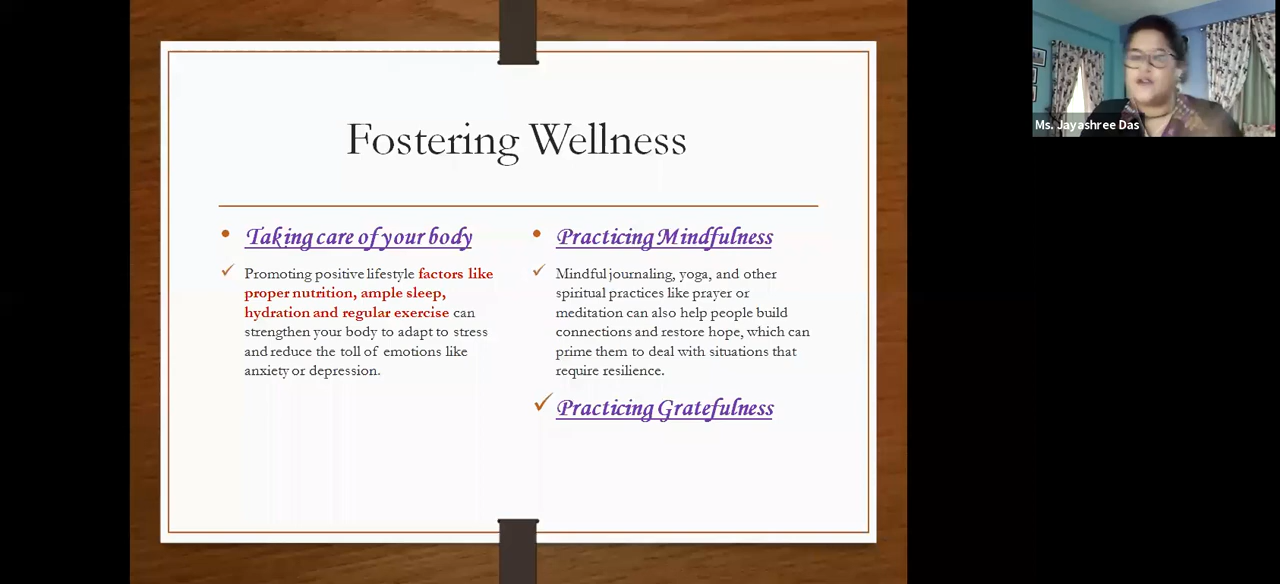 Fostering Wellness
Taking care of your body
Promoting positive lifestyle factors like
proper nutrition, ample sleep,
hydration and regular exercise can
strengthen your body to adapt to stress
and reduce the toll of emotions like
anxiety or depression.
Practicing Mindfulness
Mindful journaling, yoga, and other
spiritual practices like prayer or
meditation can also help people build
connections and restore hope, which can
prime them to deal with situations that
require resilience.
Practicing Gratefulness
Ms. Jayashree Das